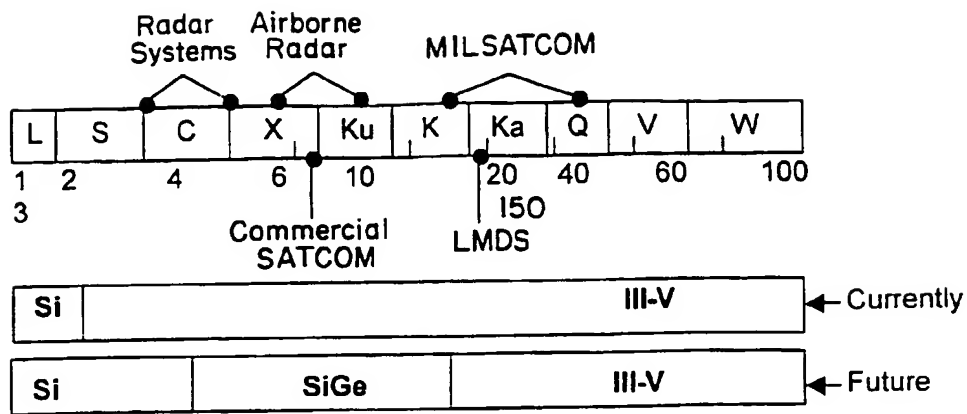 Radar Systems
Airborne Radar
MILSATCOM
L S C X Ku K Ka Q V W
1 2 4 6 10 20 40 60 100
3 150
Commercial SATCOM
LMDS
Si III-V Currently
Si SiGe III-V Future